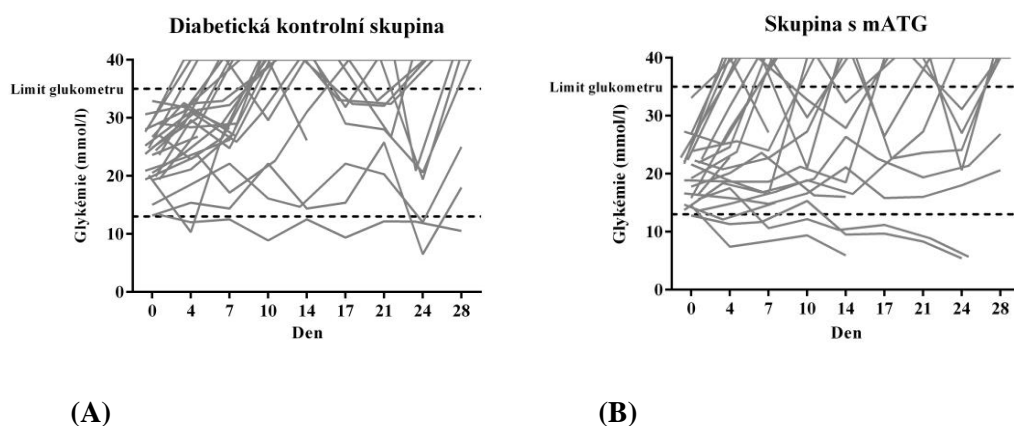 Diabetická kontrolní skupina
40
Limit glukometru
30
20
10
0
Glykémie (mmol/l)
0 4 7 10 14 17 21 24 28
Den
(A)
Skupina s mATG
40
Limit glukometru
30
20
10
0
Glykémie (mmol/l)
0 4 7 10 14 17 21 24 28
Den
(B)